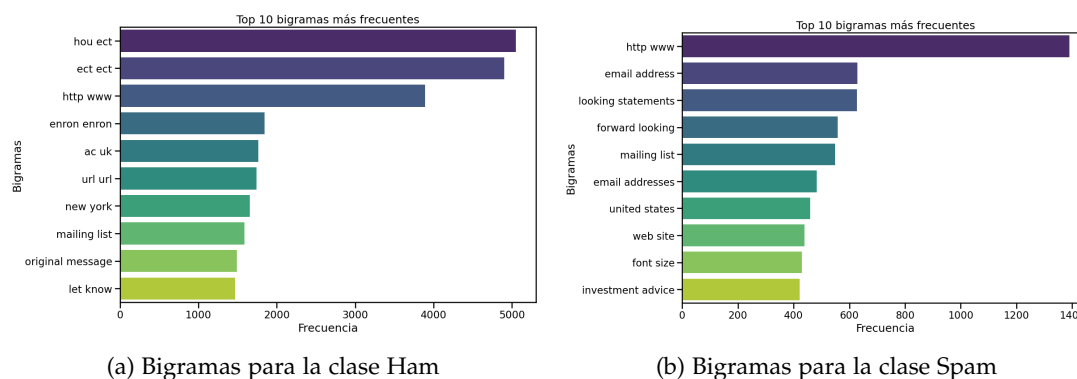 Top 10 bigramas más frecuentes
Bigramas
hou ect
ect ect
http www
enron enron
ac uk
url url
new york
mailing list
original message
let know
0 1000 2000 3000 4000 5000
Frecuencia
(a) Bigramas para la clase Ham
Top 10 bigramas más frecuentes
Bigramas
http www
email address
looking statements
forward looking
mailing list
email addresses
united states
web site
font size
investment advice
0 200 400 600 800 1000 1200 140
Frecuencia
(b) Bigramas para la clase Spam